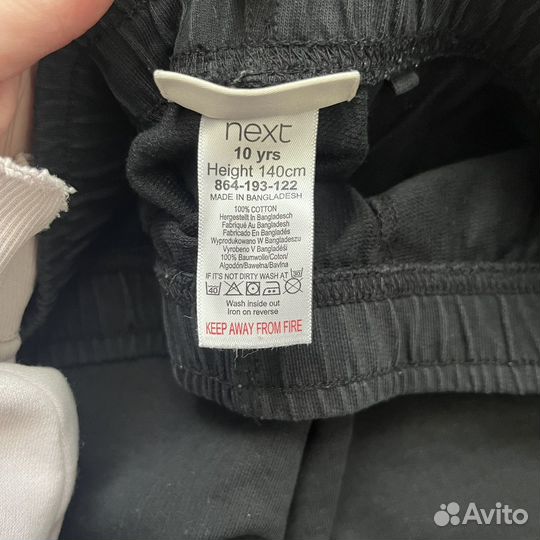 next
10 yrs
Height 140cm
864-193-122
MADE IN BANGLADESH
100% COTTON
Hergestellt In Bangladesch
Fabriqué Au Bangladesh
Fabricado En Bangladés
Wyprodukowano W Bangladeszu
Vyrobeno V Bangladéši
100% Baumwolle/Coton/
Algodón/Bawełna/Bavlna
IF IT'S NOT DIRTY WASH AT 30
40
Wash inside out
Iron on reverse
KEEP AWAY FROM FIRE
Avito